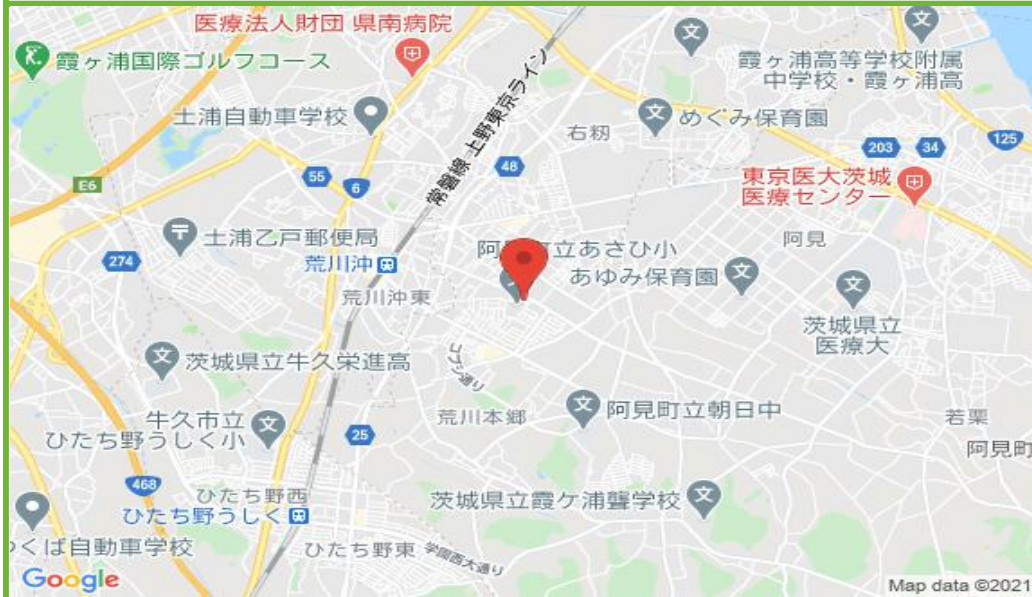 医療法人財団 県南病院
霞ヶ浦国際ゴルフコース
霞ヶ浦高等学校附属
中学校・霞ヶ浦高
土浦自動車学校
常磐線 上野東京ライン
右籾
めぐみ保育園
125
203
34
48
55
6
E6
東京医大茨城
医療センター
土浦乙戸郵便局
阿見町立あさひ小
阿見
274
荒川沖
あゆみ保育園
荒川沖東
茨城県立
医療大
茨城県立牛久栄進高
コブシ通り
荒川本郷
阿見町立朝日中
若栗
牛久市立
ひたち野うしく小
25
阿見町
468
ひたち野西
茨城県立霞ケ浦聾学校
ひたち野うしく
くば自動車学校
ひたち野東
学園西大通り
Google
Map data ©2021